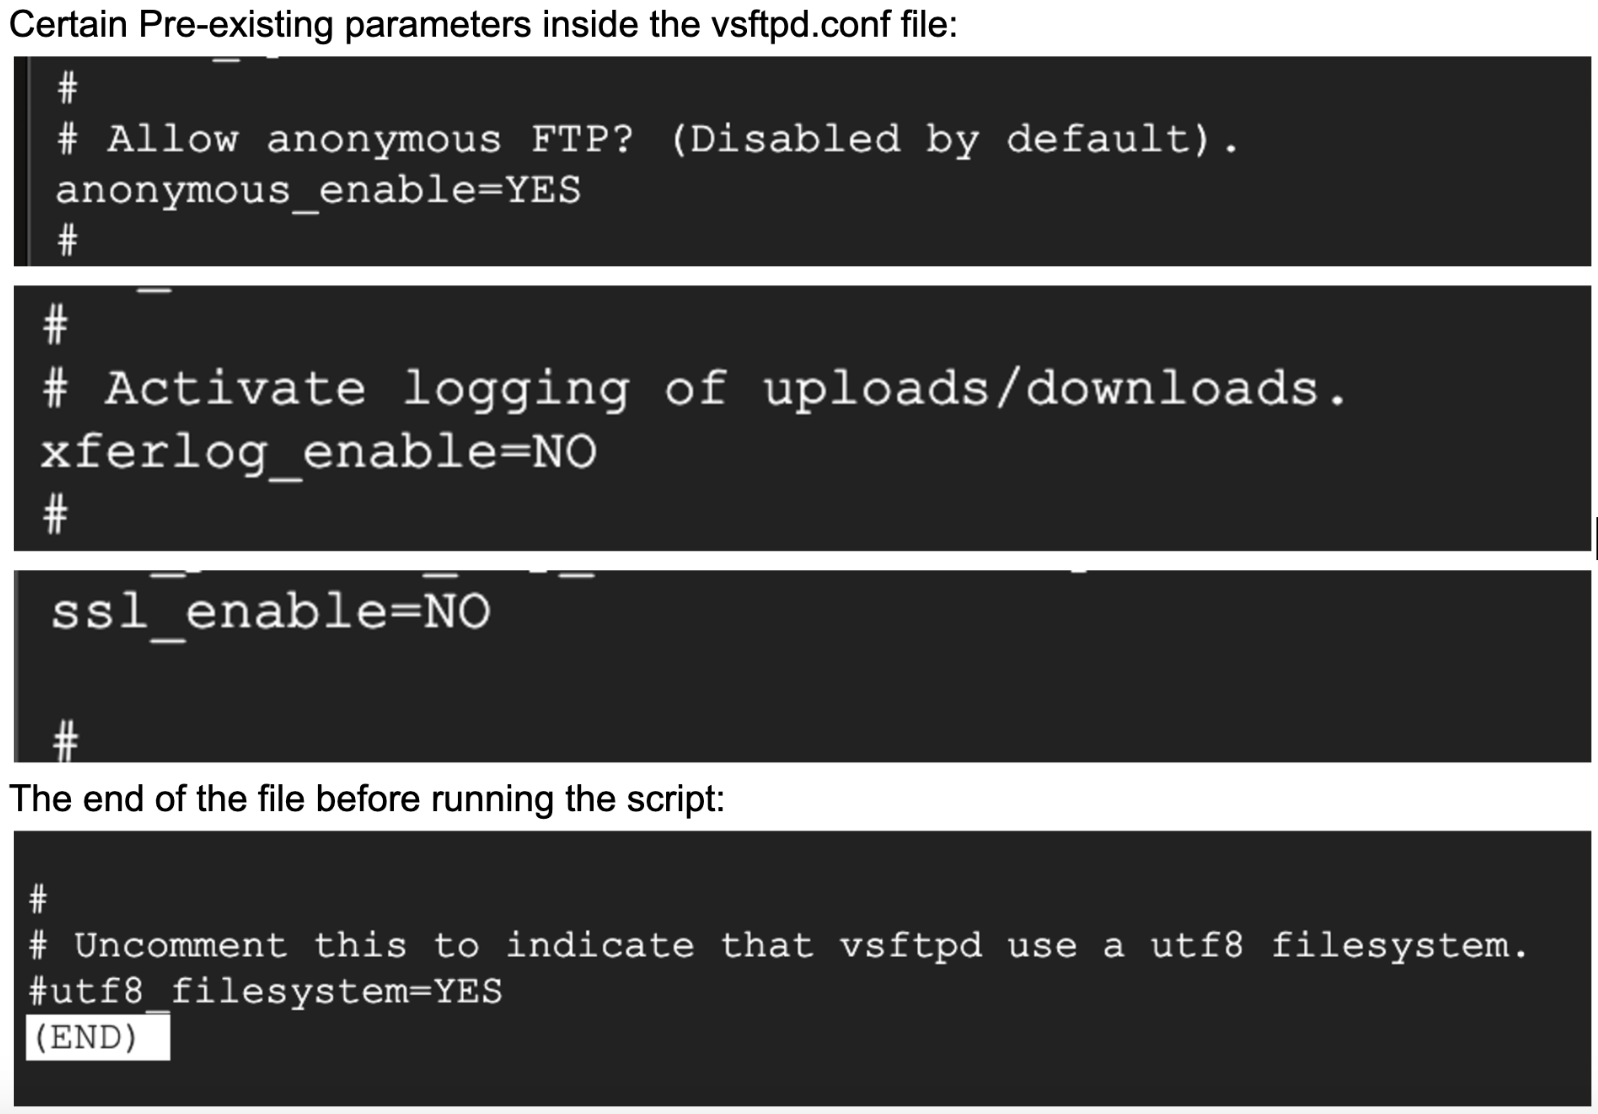 Certain Pre-existing parameters inside the vsftpd.conf file:
#
# Allow anonymous FTP? (Disabled by default).
anonymous_enable=YES
#
#
# Activate logging of uploads/downloads.
xferlog_enable=NO
#
ssl_enable=NO
#
The end of the file before running the script:
#
# Uncomment this to indicate that vsftpd use a utf8 filesystem.
#utf8_filesystem=YES
(END)